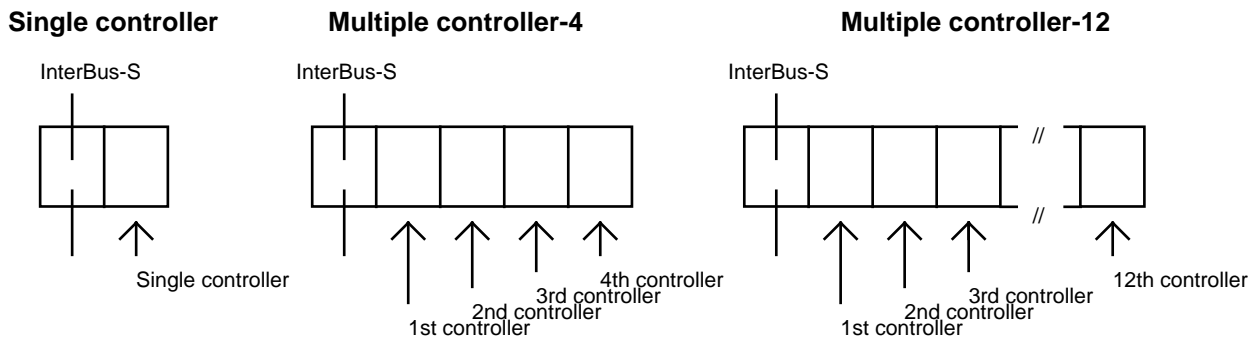 Single controller
Multiple controller-4
Multiple controller-12
InterBus-S
InterBus-S
InterBus-S
//
//
Single controller
4th controller
3rd controller
2nd controller
1st controller
12th controller
3rd controller
2nd controller
1st controller